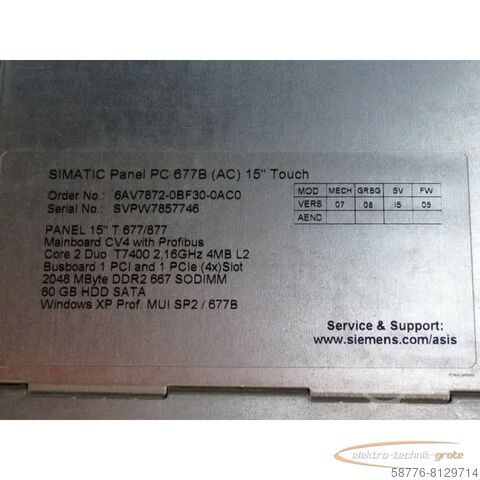 SIMATIC Panel PC 677B (AC) 15" Touch
Order No.: 6AV7872-0BF30-0AC0
Serial No.: SVPW7857746
MOD MECH GRBG SV FW
VERS 07 08 I5 05
AEND
PANEL 15" T 677/877
Mainboard CV4 with Profibus
Core 2 Duo T7400 2,16GHz 4MB L2
Busboard 1 PCI and 1 PCIe (4x)Slot
2048 MByte DDR2 667 SODIMM
80 GB HDD SATA
Windows XP Prof. MUI SP2 / 677B
Service & Support:
www.siemens.com/asis
elektro-technik-grote
58776-8129714